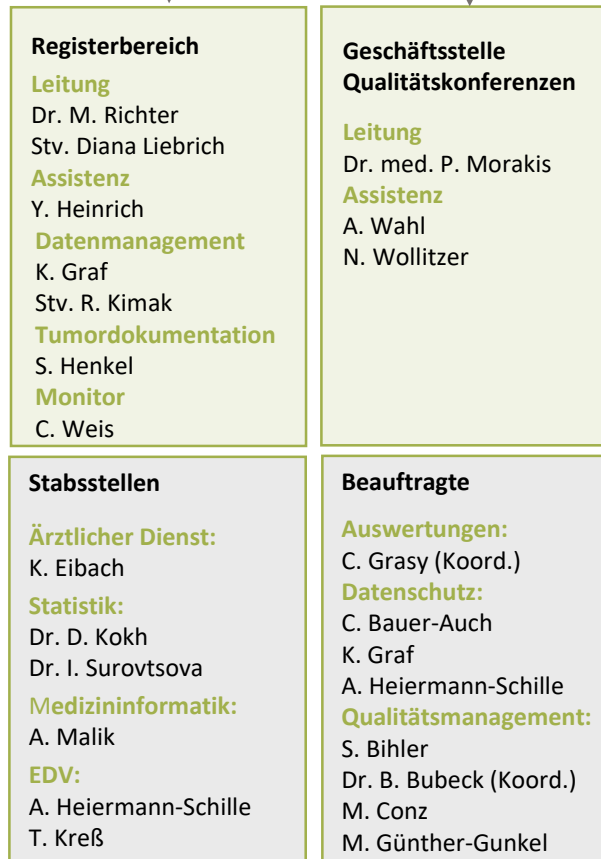 Registerbereich
Leitung
Dr. M. Richter
Stv. Diana Liebrich
Assistenz
Y. Heinrich
Datenmanagement
K. Graf
Stv. R. Kimak
Tumordokumentation
S. Henkel
Monitor
C. Weis
Geschäftsstelle
Qualitätskonferenzen
Leitung
Dr. med. P. Morakis
Assistenz
A. Wahl
N. Wollitzer
Stabsstellen
Ärztlicher Dienst:
K. Eibach
Statistik:
Dr. D. Kokh
Dr. I. Surovtsova
Medizininformatik:
A. Malik
EDV:
A. Heiermann-Schille
T. Kreß
Beauftragte
Auswertungen:
C. Grasy (Koord.)
Datenschutz:
C. Bauer-Auch
K. Graf
A. Heiermann-Schille
Qualitätsmanagement:
S. Bihler
Dr. B. Bubeck (Koord.)
M. Conz
M. Günther-Gunkel